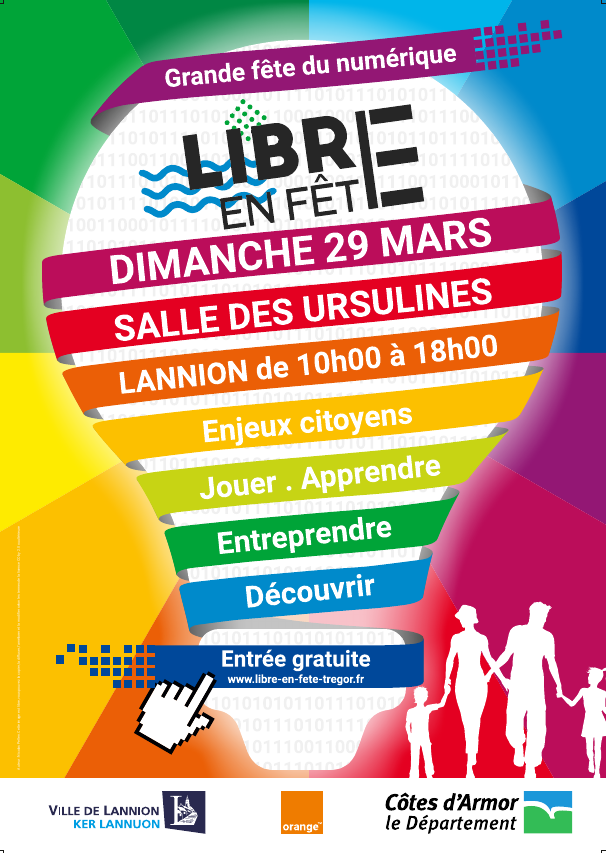 Grande fête du numérique
LIBRE
EN FÊTE
DIMANCHE 29 MARS
SALLE DES URSULINES
LANNION de 10h00 à 18h00
Enjeux citoyens
Jouer . Apprendre
Entreprendre
Découvrir
Entrée gratuite
www.libre-en-fete-tregor.fr
VILLE DE LANNION
KER LANNUON
orange™
Côtes d'Armor
le Département